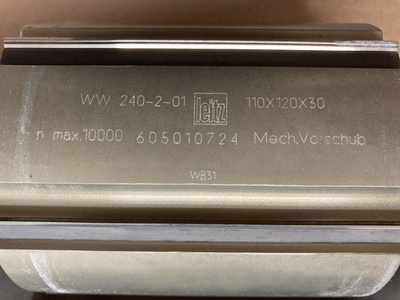 WW 240-2-01 Leitz 110X120X30
n max.10000 605010724 Mech.Vorschub
WB31